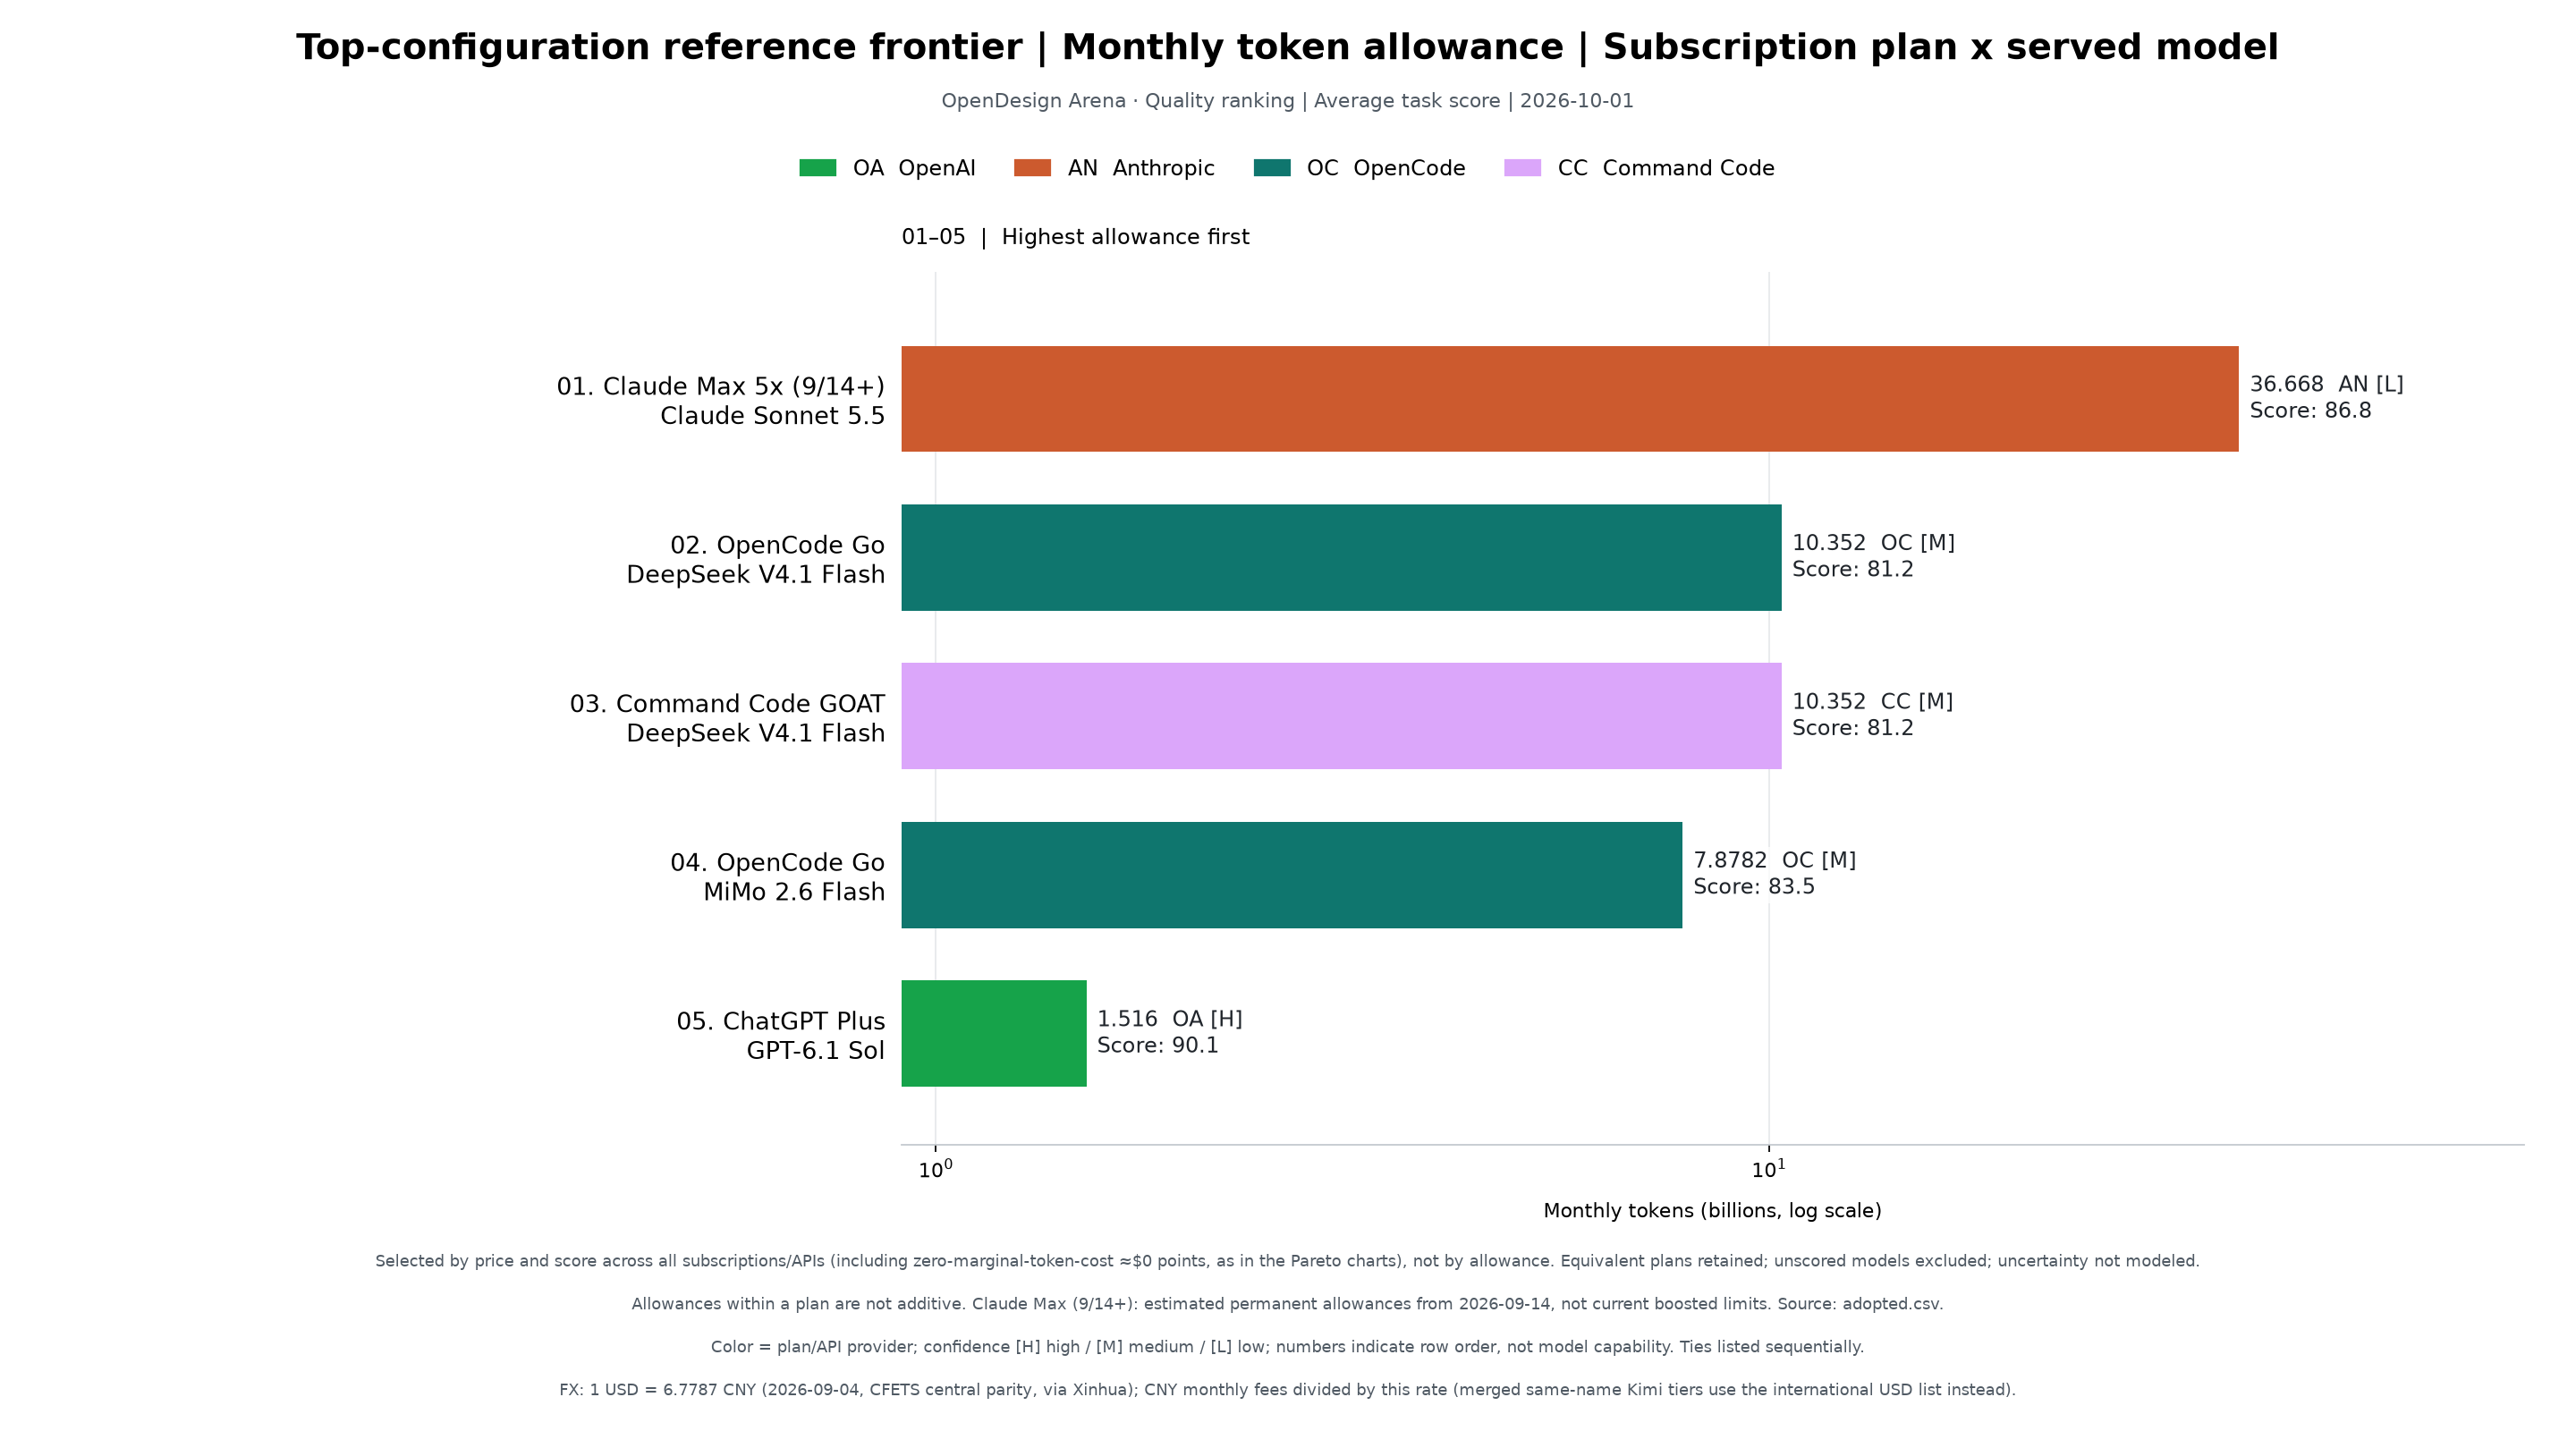 Top-configuration reference frontier | Monthly token allowance | Subscription plan x served model
OpenDesign Arena · Quality ranking | Average task score | 2026-10-01
OA OpenAI AN Anthropic OC OpenCode CC Command Code
01–05 | Highest allowance first
01. Claude Max 5x (9/14+)
Claude Sonnet 5.5
36.668 AN [L]
Score: 86.8
02. OpenCode Go
DeepSeek V4.1 Flash
10.352 OC [M]
Score: 81.2
03. Command Code GOAT
DeepSeek V4.1 Flash
10.352 CC [M]
Score: 81.2
04. OpenCode Go
MiMo 2.6 Flash
7.8782 OC [M]
Score: 83.5
05. ChatGPT Plus
GPT-6.1 Sol
1.516 OA [H]
Score: 90.1
10⁰ 10¹
Monthly tokens (billions, log scale)
Selected by price and score across all subscriptions/APIs (including zero-marginal-token-cost ≈$0 points, as in the Pareto charts), not by allowance. Equivalent plans retained; unscored models excluded; uncertainty not modeled.
Allowances within a plan are not additive. Claude Max (9/14+): estimated permanent allowances from 2026-09-14, not current boosted limits. Source: adopted.csv.
Color = plan/API provider; confidence [H] high / [M] medium / [L] low; numbers indicate row order, not model capability. Ties listed sequentially.
FX: 1 USD = 6.7787 CNY (2026-09-04, CFETS central parity, via Xinhua); CNY monthly fees divided by this rate (merged same-name Kimi tiers use the international USD list instead).